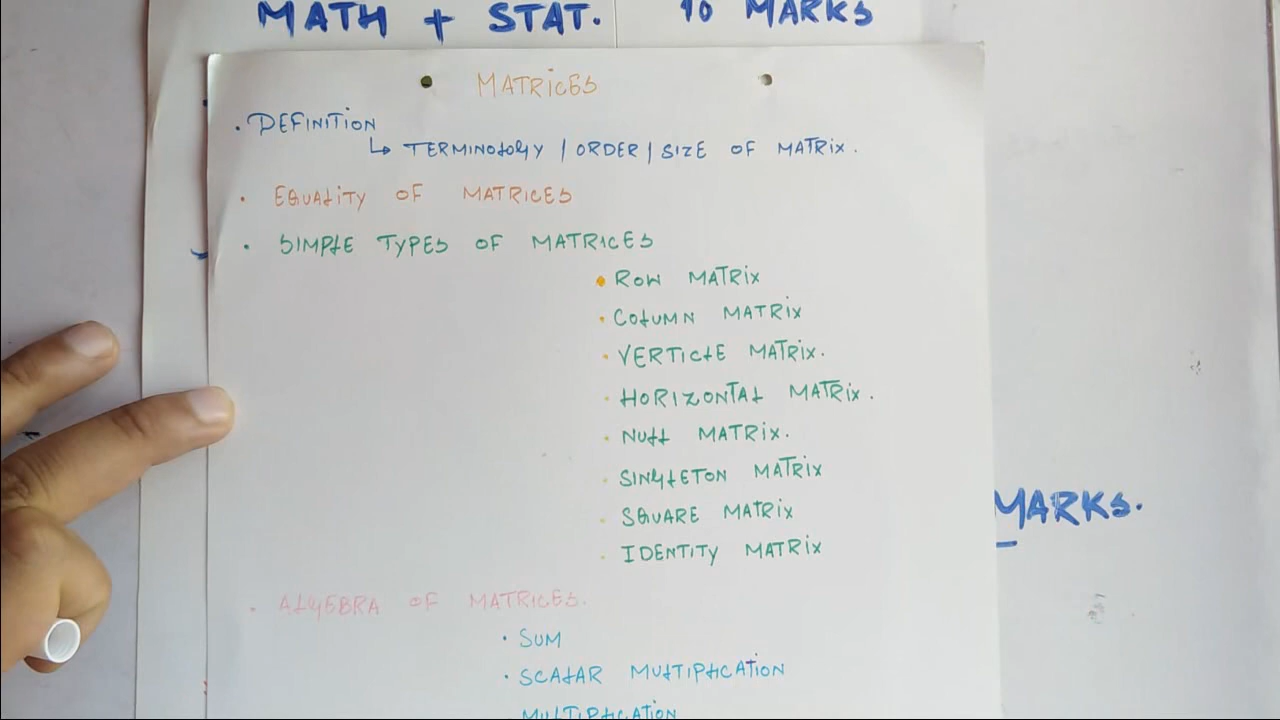 MATH + STAT. 10 MARKS
MATRICES
• DEFINITION
↳ TERMINOLOGY / ORDER / SIZE OF MATRIX.
• EQUALITY OF MATRICES
• SIMPLE TYPES OF MATRICES
• ROW MATRIX
• COLUMN MATRIX
• VERTICLE MATRIX.
• HORIZONTAL MATRIX.
• NULL MATRIX.
• SINGLETON MATRIX
• SQUARE MATRIX
MARKS.
• IDENTITY MATRIX
• ALGEBRA OF MATRICES.
• SUM
• SCALAR MULTIPLICATION
MULTIPLICATION